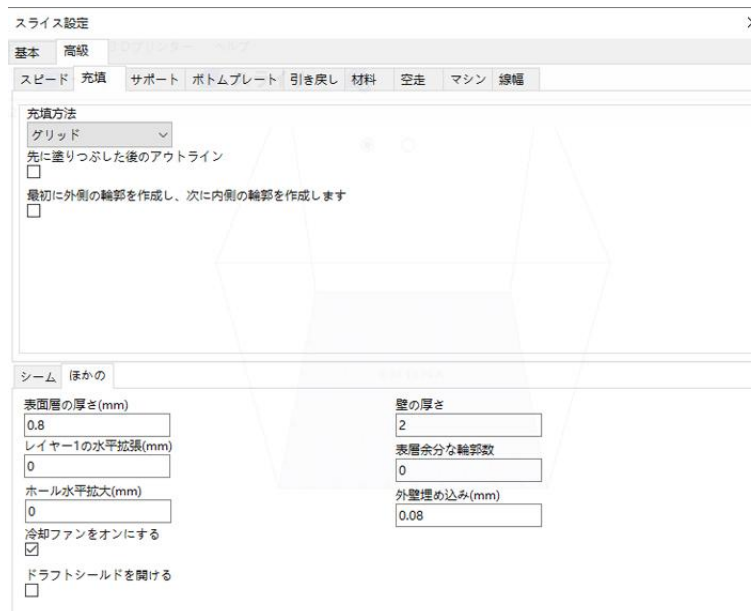 スライス設定
基本 高級
スピード 充填 サポート ボトムプレート 引き戻し 材料 空走 マシン 線幅
充填方法
グリッド
先に塗りつぶした後のアウトライン
最初に外側の輪郭を作成し、次に内側の輪郭を作成します
シーム ほかの
表面層の厚さ(mm) 壁の厚さ
0.8 2
レイヤー1の水平拡張(mm) 表層余分な輪郭数
0 0
ホール水平拡大(mm) 外壁埋め込み(mm)
0 0.08
冷却ファンをオンにする
ドラフトシールドを開ける